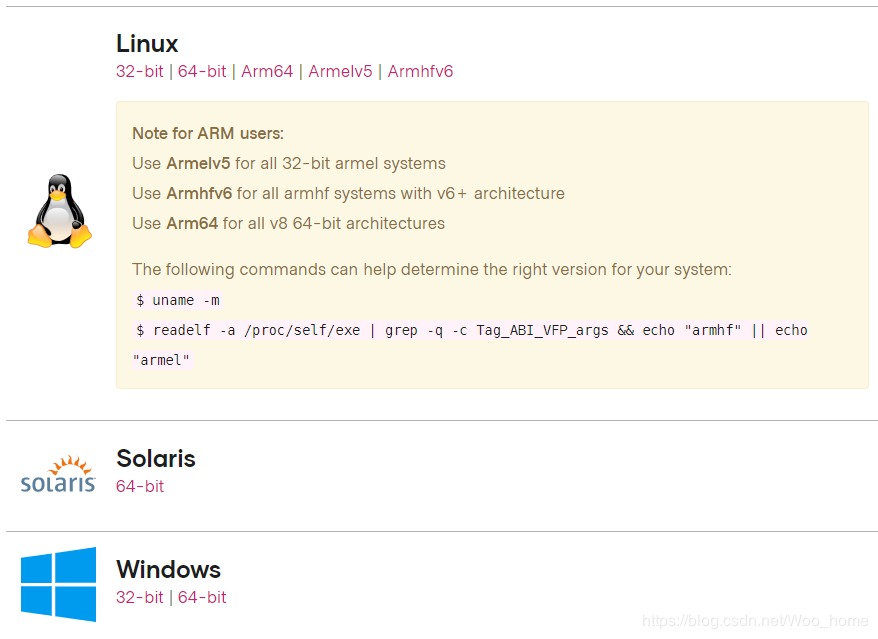 Linux
32-bit | 64-bit | Arm64 | Armelv5 | Armhfv6
Note for ARM users:
Use Armelv5 for all 32-bit armel systems
Use Armhfv6 for all armhf systems with v6+ architecture
Use Arm64 for all v8 64-bit architectures
The following commands can help determine the right version for your system:
$ uname -m
$ readelf -a /proc/self/exe | grep -q -c Tag_ABI_VFP_args && echo "armhf" || echo
"armel"
solaris
Solaris
64-bit
Windows
32-bit | 64-bit
https://blog.csdn.net/Woo_home